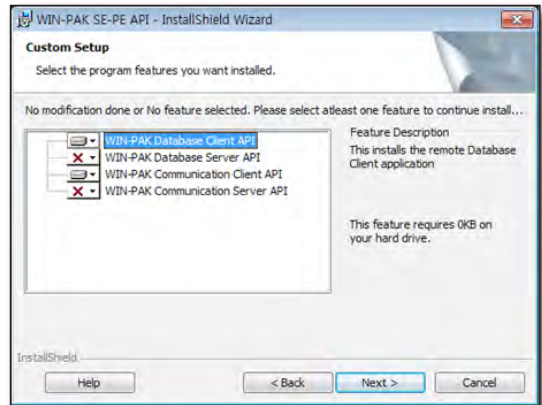 WIN-PAK SE-PE API - InstallShield Wizard
Custom Setup
Select the program features you want installed.
No modification done or No feature selected. Please select atleast one feature to continue install...
WIN-PAK Database Client API
WIN-PAK Database Server API
WIN-PAK Communication Client API
WIN-PAK Communication Server API
Feature Description
This installs the remote Database
Client application
This feature requires 0KB on
your hard drive.
InstallShield
Help
< Back
Next >
Cancel